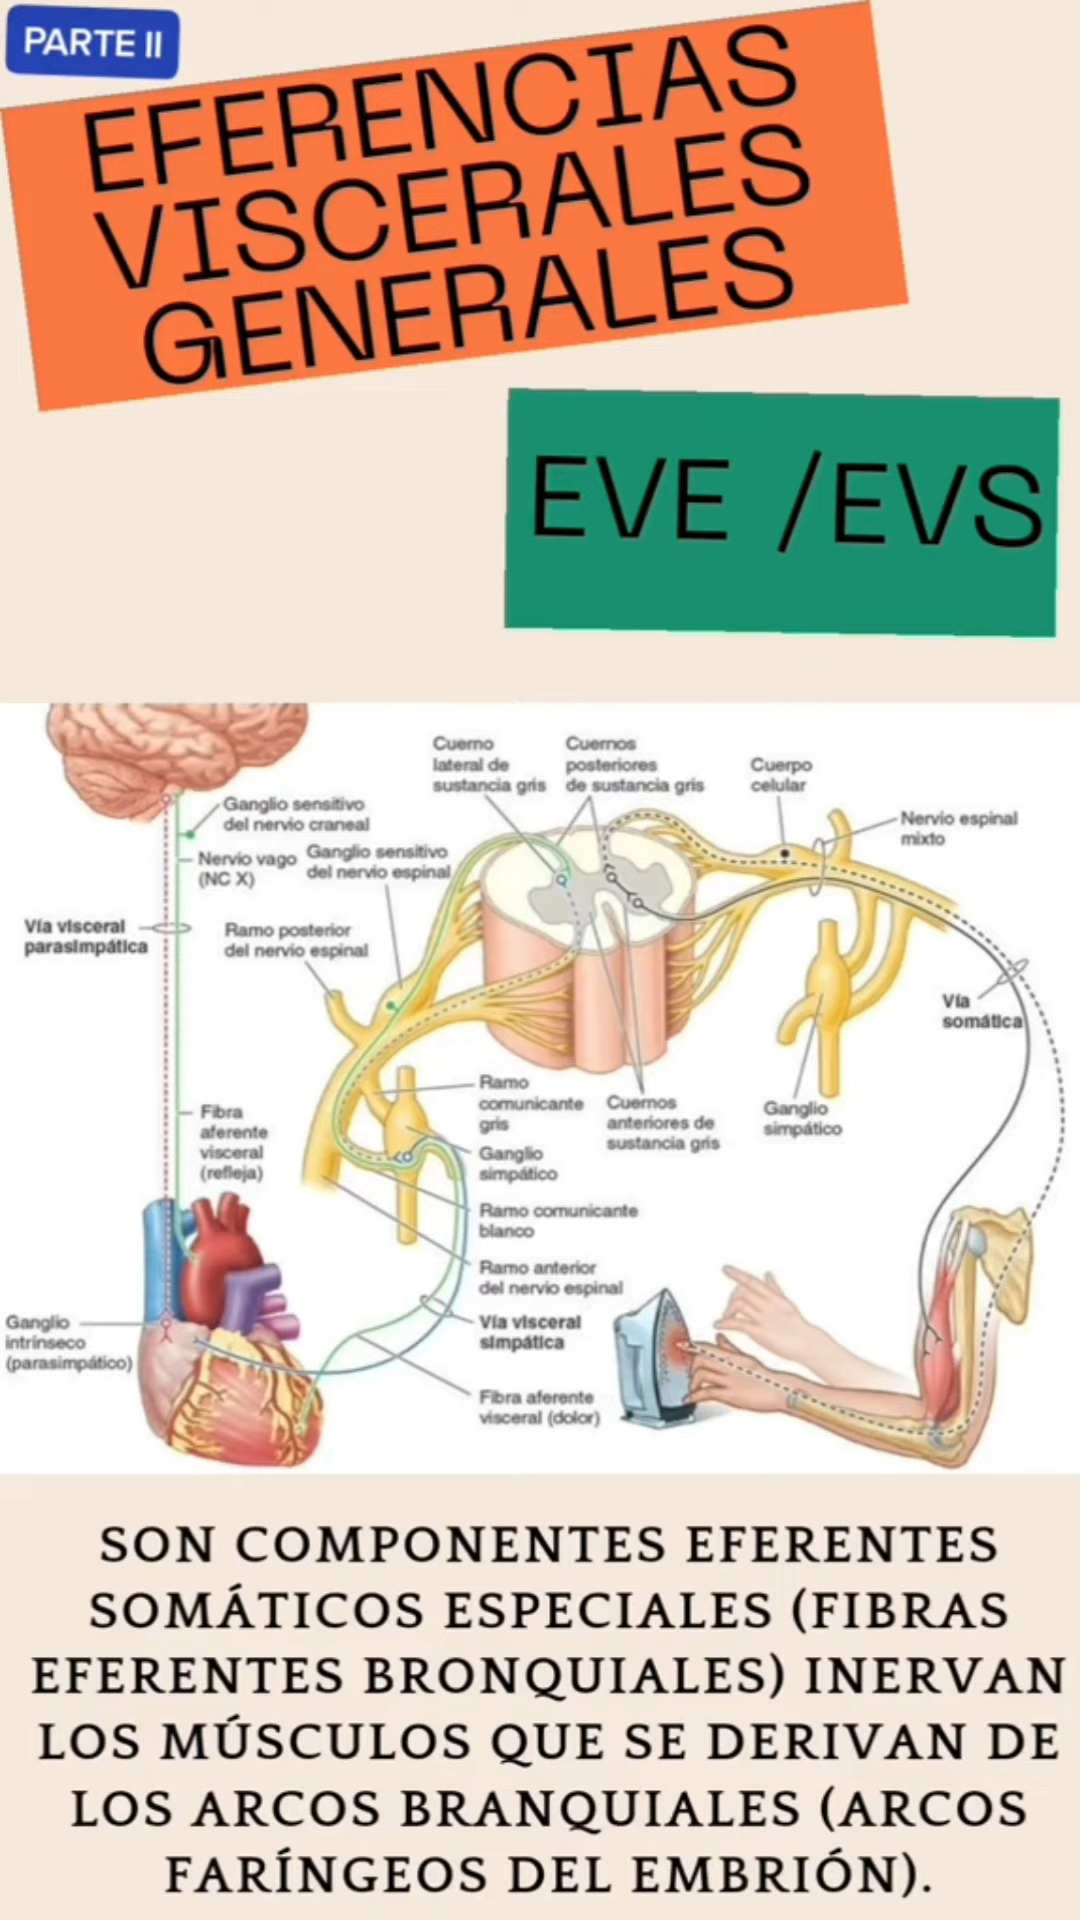 PARTE II
EFERENCIAS
VISCERALES
GENERALES
EVE /EVS
Cuerno
lateral de
sustancia gris
Cuernos
posteriores
de sustancia gris
Cuerpo
celular
Nervio espinal
mixto
Ganglio sensitivo
del nervio craneal
Nervio vago
(NC X)
Ganglio sensitivo
del nervio espinal
Vía visceral
parasimpática
Ramo posterior
del nervio espinal
Vía
somática
Ramo
comunicante
gris
Cuernos
anteriores de
sustancia gris
Ganglio
simpático
Fibra
aferente
visceral
(refleja)
Ganglio
simpático
Ramo comunicante
blanco
Ramo anterior
del nervio espinal
Ganglio
intrínseco
(parasimpático)
Vía visceral
simpática
Fibra aferente
visceral (dolor)
SON COMPONENTES EFERENTES
SOMÁTICOS ESPECIALES (FIBRAS
EFERENTES BRONQUIALES) INERVAN
LOS MÚSCULOS QUE SE DERIVAN DE
LOS ARCOS BRANQUIALES (ARCOS
FARÍNGEOS DEL EMBRIÓN).